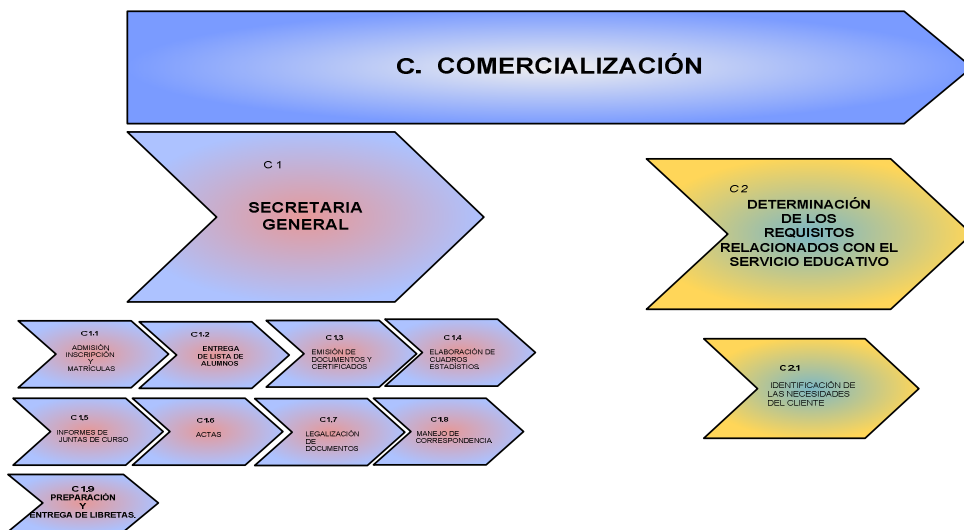 C. COMERCIALIZACIÓN
C 1
SECRETARIA
GENERAL
C 2
DETERMINACIÓN
DE LOS
REQUISITOS
RELACIONADOS CON EL
SERVICIO EDUCATIVO
C1.1
ADMISIÓN
INSCRIPCIÓN
Y
MATRÍCULAS
C1.2
ENTREGA
DE LISTA DE
ALUMNOS
C1.3
EMISIÓN DE
DOCUMENTOS Y
CERTIFICADOS
C1.4
ELABORACIÓN DE
CUADROS
ESTADÍSTIOS.
C2.1
IDENTIFICACIÓN DE
LAS NECESIDADES
DEL CLIENTE
C1.5
INFORMES DE
JUNTAS DE CURSO
C1.6
ACTAS
C1.7
LEGALIZACIÓN
DE
DOCUMENTOS
C1.8
MANEJO DE
CORRESPONDENCIA
C1.9
PREPARACIÓN
Y
ENTREGA DE LIBRETAS.